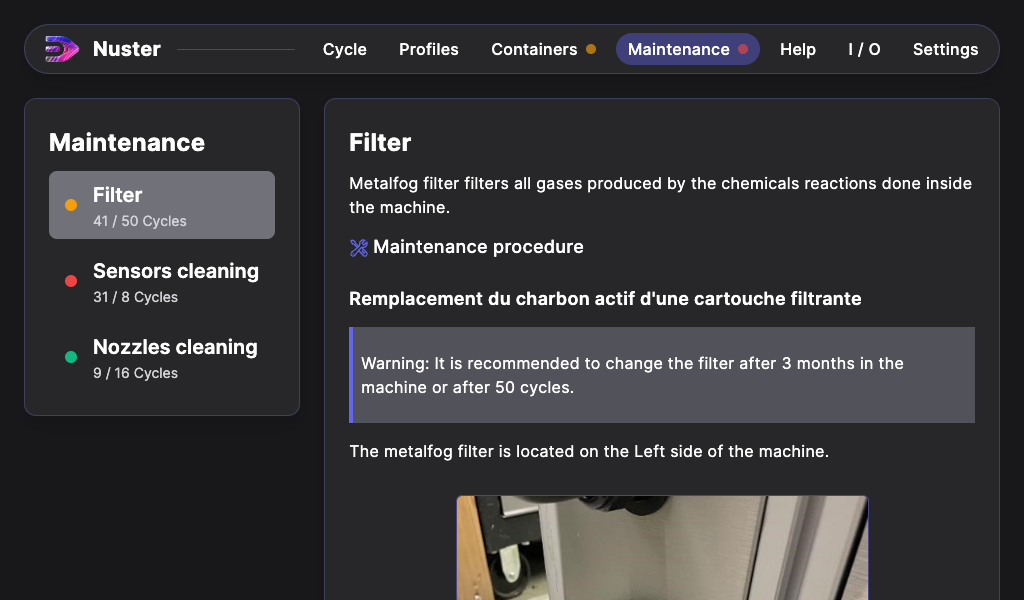 Nuster
Cycle
Profiles
Containers
Maintenance
Help
I / O
Settings
Maintenance
Filter
41 / 50 Cycles
Sensors cleaning
31 / 8 Cycles
Nozzles cleaning
9 / 16 Cycles
Filter
Metalfog filter filters all gases produced by the chemicals reactions done inside
the machine.
Maintenance procedure
Remplacement du charbon actif d'une cartouche filtrante
Warning: It is recommended to change the filter after 3 months in the
machine or after 50 cycles.
The metalfog filter is located on the Left side of the machine.